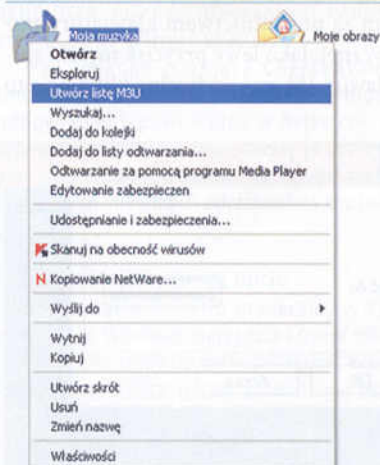 Moja muzyka
Moje obrazy
Otwórz
Eksploruj
Utwórz listę M3U
Wyszukaj...
Dodaj do kolejki
Dodaj do listy odtwarzania...
Odtwarzanie za pomocą programu Media Player
Edytowanie zabezpieczen
Udostępnianie i zabezpieczenia...
Skanuj na obecność wirusów
Kopiowanie NetWare...
Wyślij do
Wytnij
Kopiuj
Utwórz skrót
Usuń
Zmień nazwę
Właściwości